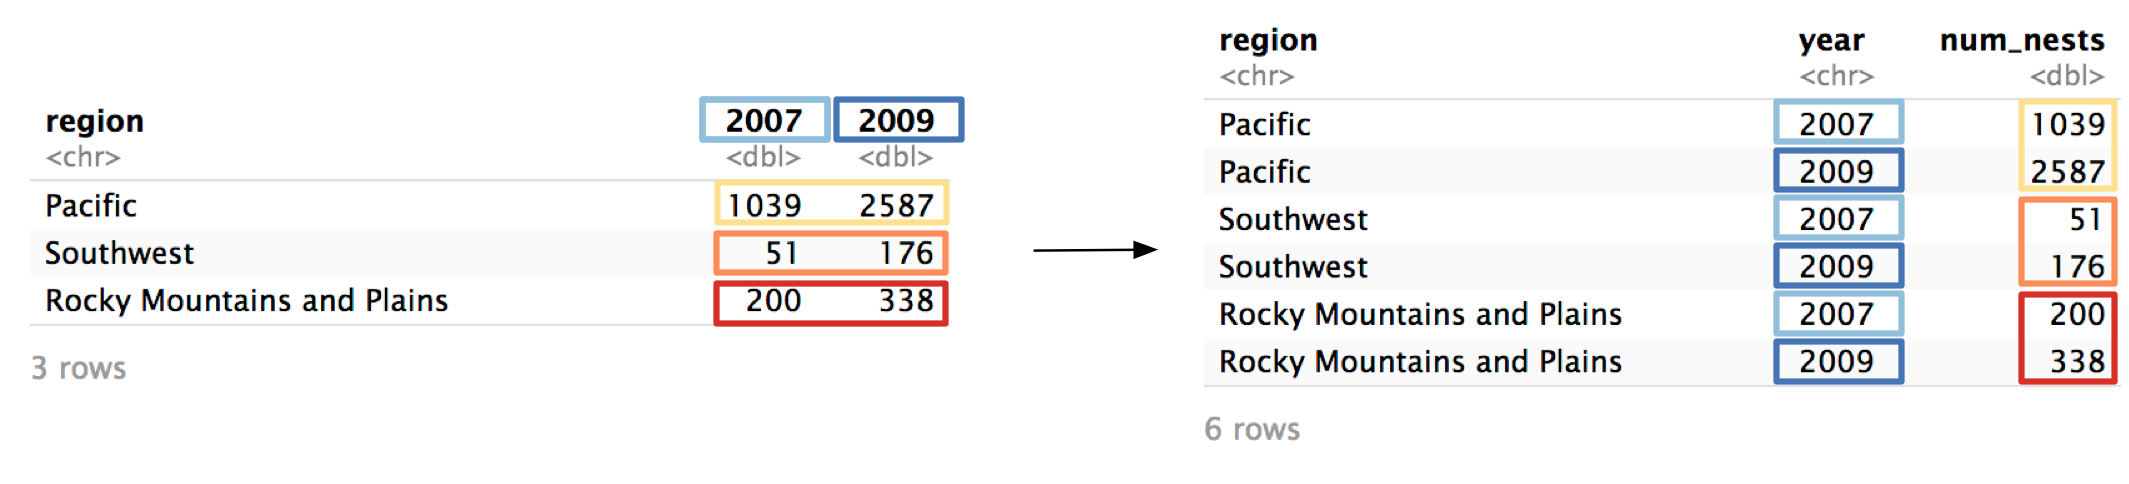 region 2007 2009
<chr> <dbl> <dbl>
Pacific 1039 2587
Southwest 51 176
Rocky Mountains and Plains 200 338
3 rows
region year num_nests
<chr> <chr> <dbl>
Pacific 2007 1039
Pacific 2009 2587
Southwest 2007 51
Southwest 2009 176
Rocky Mountains and Plains 2007 200
Rocky Mountains and Plains 2009 338
6 rows